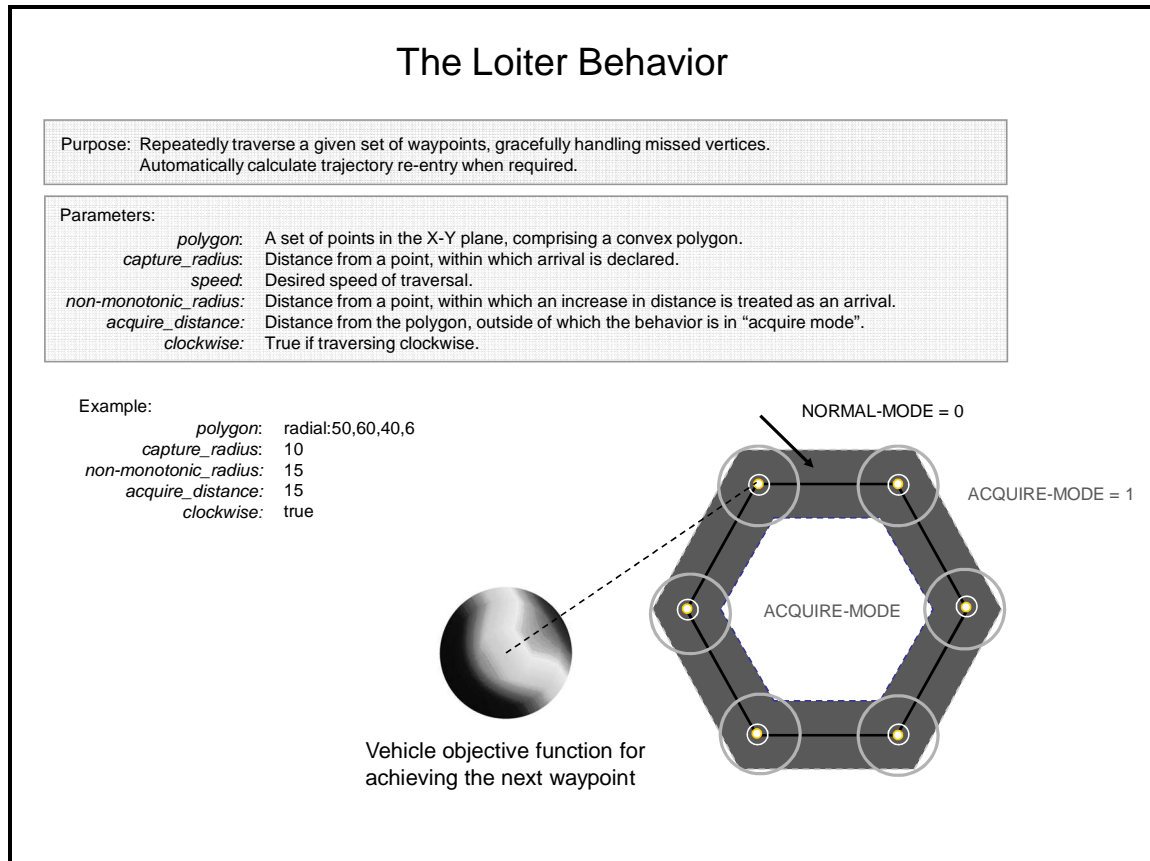 The Loiter Behavior
Purpose: Repeatedly traverse a given set of waypoints, gracefully handling missed vertices.
Automatically calculate trajectory re-entry when required.
Parameters:
polygon: A set of points in the X-Y plane, comprising a convex polygon.
capture_radius: Distance from a point, within which arrival is declared.
speed: Desired speed of traversal.
non-monotonic_radius: Distance from a point, within which an increase in distance is treated as an arrival.
acquire_distance: Distance from the polygon, outside of which the behavior is in “acquire mode”.
clockwise: True if traversing clockwise.
Example:
polygon: radial:50,60,40,6
capture_radius: 10
non-monotonic_radius: 15
acquire_distance: 15
clockwise: true
NORMAL-MODE = 0
ACQUIRE-MODE = 1
ACQUIRE-MODE
Vehicle objective function for
achieving the next waypoint